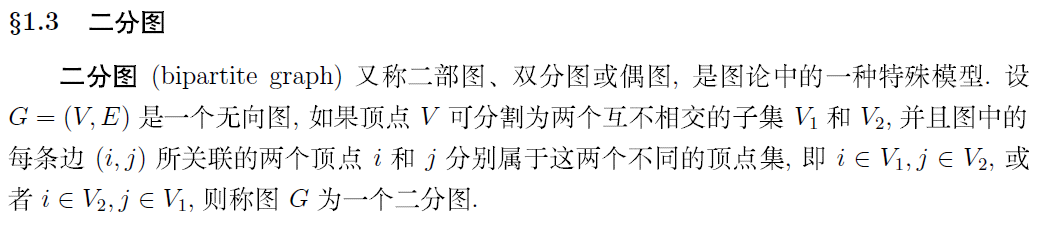 §1.3 二分图
二分图 (bipartite graph) 又称二部图、双分图或偶图, 是图论中的一种特殊模型. 设
G = (V, E) 是一个无向图, 如果顶点 V 可分割为两个互不相交的子集 V₁ 和 V₂, 并且图中的
每条边 (i, j) 所关联的两个顶点 i 和 j 分别属于这两个不同的顶点集, 即 i ∈ V₁, j ∈ V₂, 或
者 i ∈ V₂, j ∈ V₁, 则称图 G 为一个二分图.